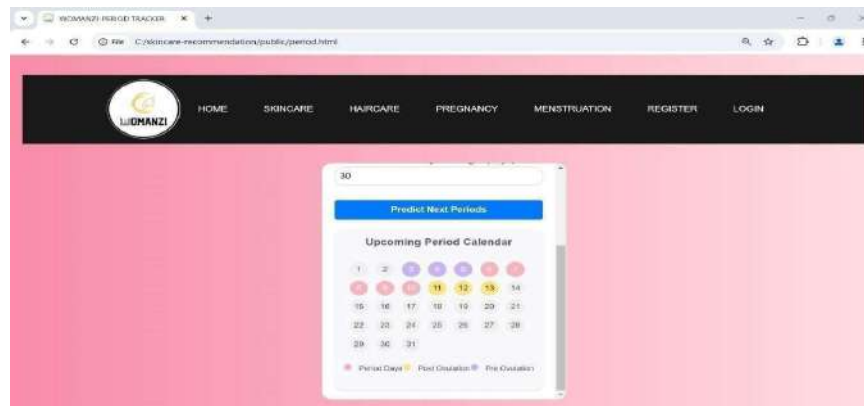 WOMANZI PERIOD TRACKER
File C:/skincare-recommendation/public/period.html
WOMANZI HOME SKINCARE HAIRCARE PREGNANCY MENSTRUATION REGISTER LOGIN
30
Predict Next Periods
Upcoming Period Calendar
1 2 3 4 5 6 7
8 9 10 11 12 13 14
15 16 17 18 19 20 21
22 23 24 25 26 27 28
29 30 31
Period Days Post Ovulation Pre Ovulation